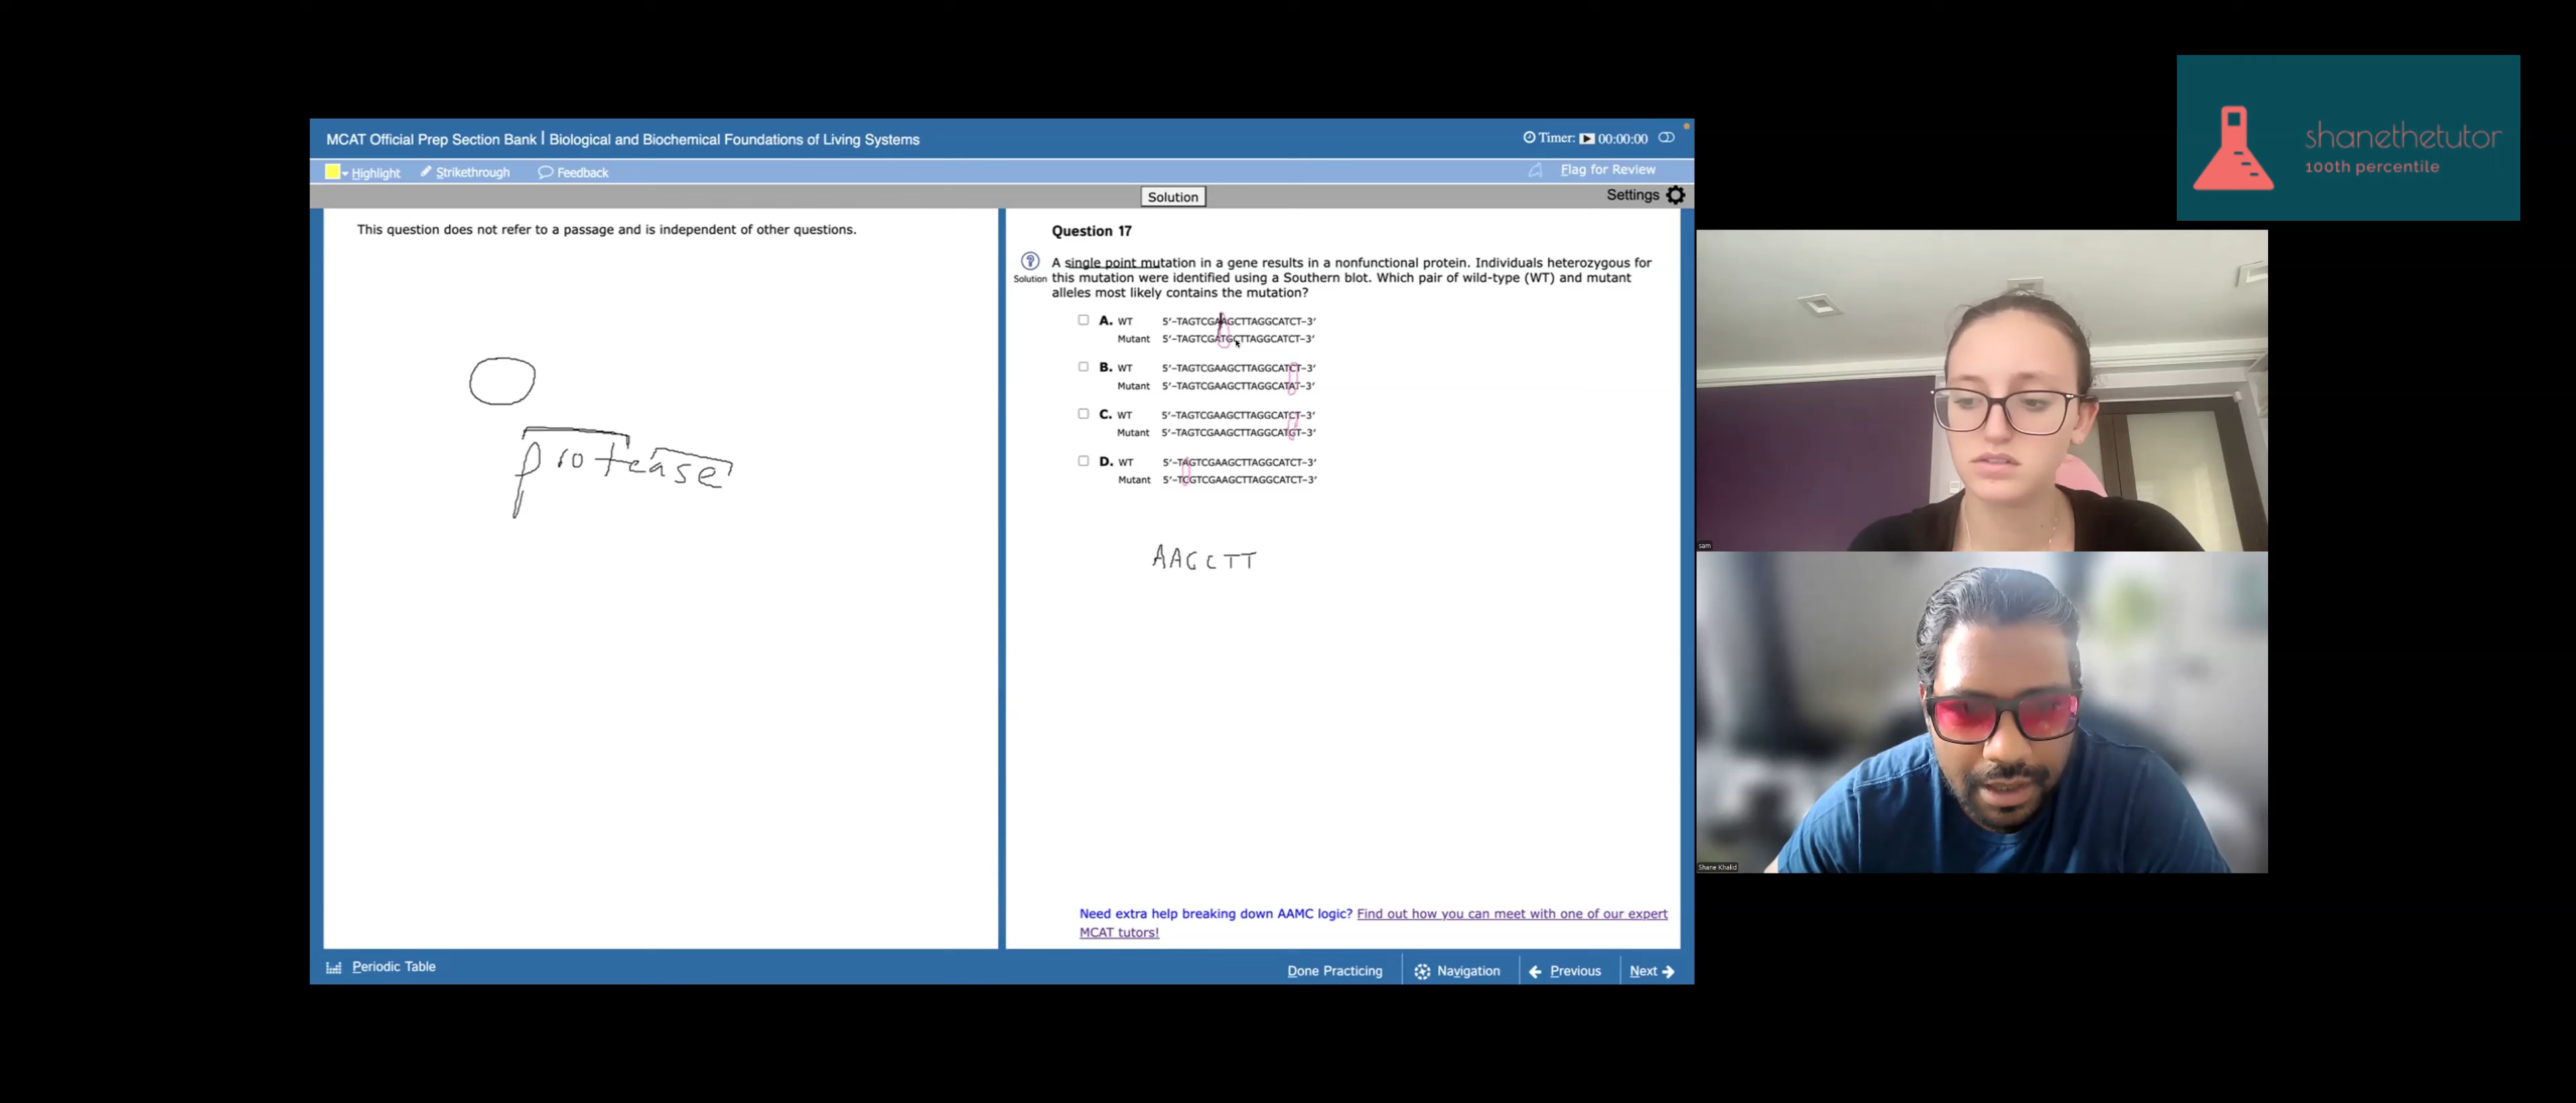 MCAT Official Prep Section Bank | Biological and Biochemical Foundations of Living Systems
Timer: 00:00:00
Highlight Strikethrough Feedback
Flag for Review
Solution
Settings
This question does not refer to a passage and is independent of other questions.
protease
Question 17
Solution
A single point mutation in a gene results in a nonfunctional protein. Individuals heterozygous for
this mutation were identified using a Southern blot. Which pair of wild-type (WT) and mutant
alleles most likely contains the mutation?
A. WT 5’-TAGTCGAAGCTTAGGCATCT-3’
Mutant 5’-TAGTCGATGCTTAGGCATCT-3’
B. WT 5’-TAGTCGAAGCTTAGGCATCT-3’
Mutant 5’-TAGTCGAAGCTTAGGCATAT-3’
C. WT 5’-TAGTCGAAGCTTAGGCATCT-3’
Mutant 5’-TAGTCGAAGCTTAGGCATGT-3’
D. WT 5’-TAGTCGAAGCTTAGGCATCT-3’
Mutant 5’-TCGTCGAAGCTTAGGCATCT-3’
AAGCTT
Need extra help breaking down AAMC logic? Find out how you can meet with one of our expert
MCAT tutors!
Periodic Table
Done Practicing Navigation Previous Next
shanethetutor
100th percentile
sam
Shane Khalid